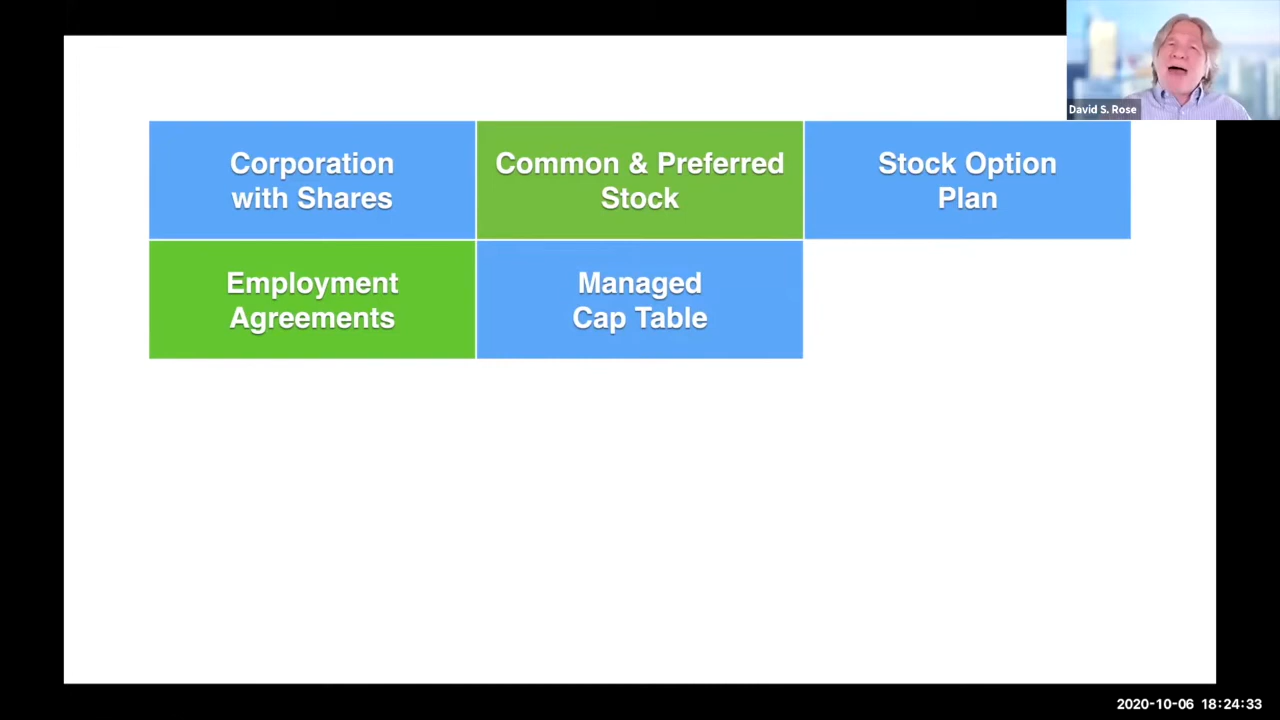 David S. Rose
Corporation
with Shares
Common & Preferred
Stock
Stock Option
Plan
Employment
Agreements
Managed
Cap Table
2020-10-06 18:24:33